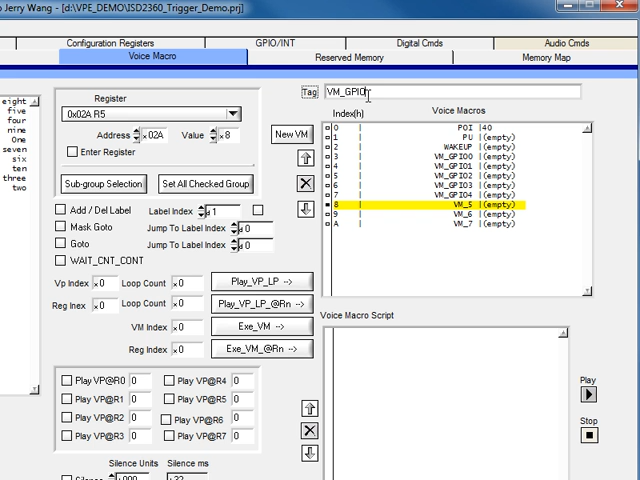 o Jerry Wang - [d:\VPE_DEMO\ISD2360_Trigger_Demo.prj]
Configuration Registers GPIO/INT Digital Cmds Audio Cmds
Voice Macro Reserved Memory Memory Map
eight
five
four
nine
One
seven
six
ten
three
two
Register
0x02A R5
Address x 02A Value x 8
Enter Register
Sub-group Selection Set All Checked Group
Add / Del Label Label Index d 1
Mask Goto Jump To Label Index d 0
Goto Jump To Label Index d 0
WAIT_CNT_CONT
Vp Index x 0 Loop Count x 0 Play_VP_LP -->
Reg Inex x 0 Loop Count x 0 Play_VP_LP_@Rn -->
VM Index x 0 Exe_VM -->
Reg Index x 0 Exe_VM_@Rn -->
Play VP@R0 0 Play VP@R4 0
Play VP@R1 0 Play VP@R5 0
Play VP@R2 0 Play VP@R6 0
Play VP@R3 0 Play VP@R7 0
Silence Units Silence ms
Tag VM_GPIO
Index(h) Voice Macros
New VM
0 | POI |40
1 | PU |(empty)
2 | WAKEUP |(empty)
3 | VM_GPIO0 |(empty)
4 | VM_GPIO1 |(empty)
5 | VM_GPIO2 |(empty)
6 | VM_GPIO3 |(empty)
7 | VM_GPIO4 |(empty)
8 | VM_5 |(empty)
9 | VM_6 |(empty)
A | VM_7 |(empty)
Voice Macro Script
Play
Stop